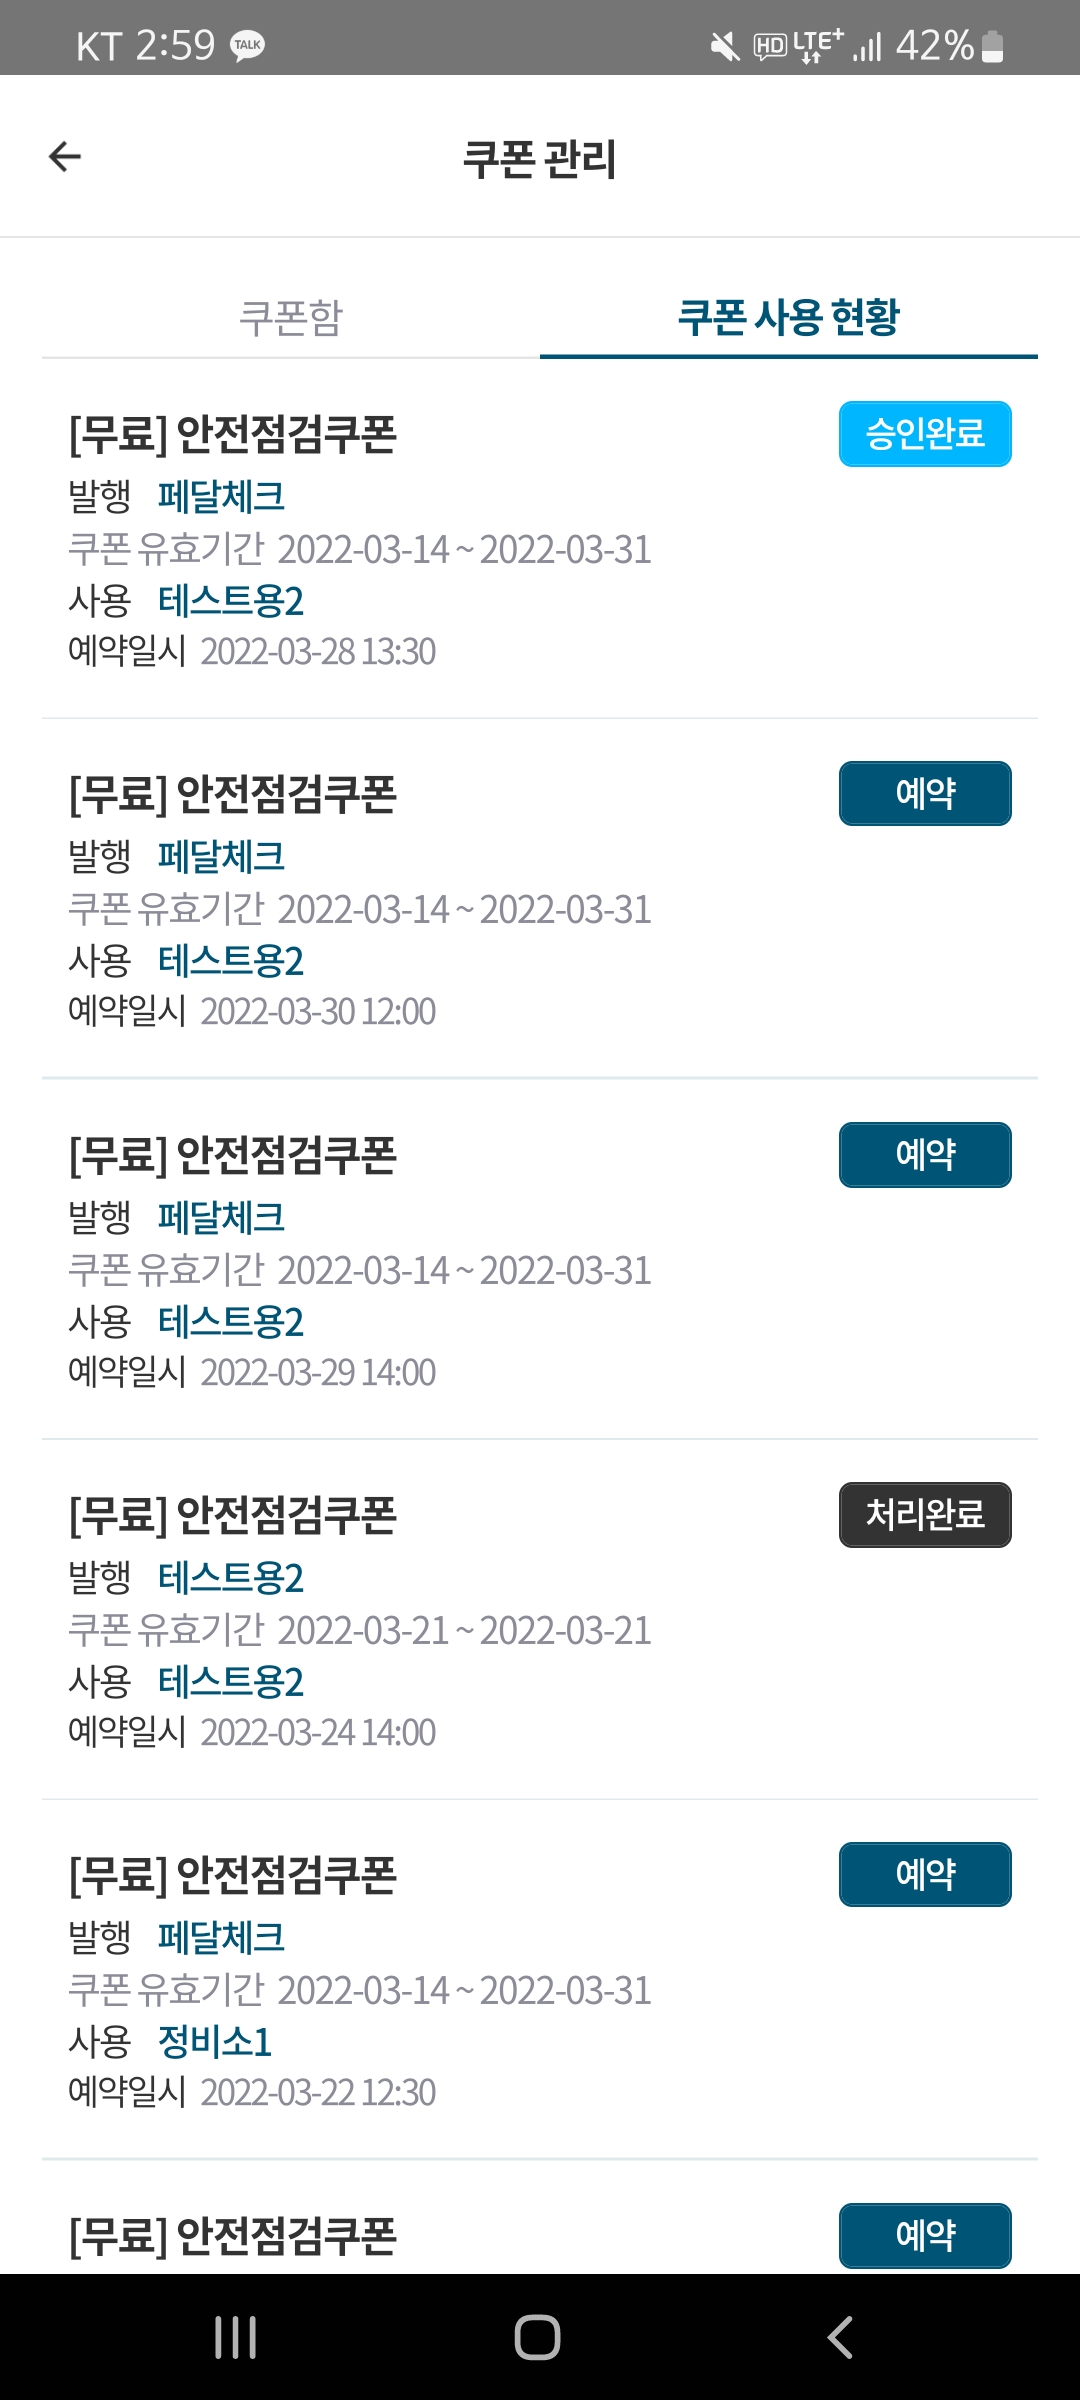 KT 2:59 TALK HD LTE+ 42%
쿠폰 관리
쿠폰함 쿠폰 사용 현황
[무료] 안전점검쿠폰 승인완료
발행 페달체크
쿠폰 유효기간 2022-03-14 ~ 2022-03-31
사용 테스트용2
예약일시 2022-03-28 13:30
[무료] 안전점검쿠폰 예약
발행 페달체크
쿠폰 유효기간 2022-03-14 ~ 2022-03-31
사용 테스트용2
예약일시 2022-03-30 12:00
[무료] 안전점검쿠폰 예약
발행 페달체크
쿠폰 유효기간 2022-03-14 ~ 2022-03-31
사용 테스트용2
예약일시 2022-03-29 14:00
[무료] 안전점검쿠폰 처리완료
발행 테스트용2
쿠폰 유효기간 2022-03-21 ~ 2022-03-21
사용 테스트용2
예약일시 2022-03-24 14:00
[무료] 안전점검쿠폰 예약
발행 페달체크
쿠폰 유효기간 2022-03-14 ~ 2022-03-31
사용 정비소1
예약일시 2022-03-22 12:30
[무료] 안전점검쿠폰 예약